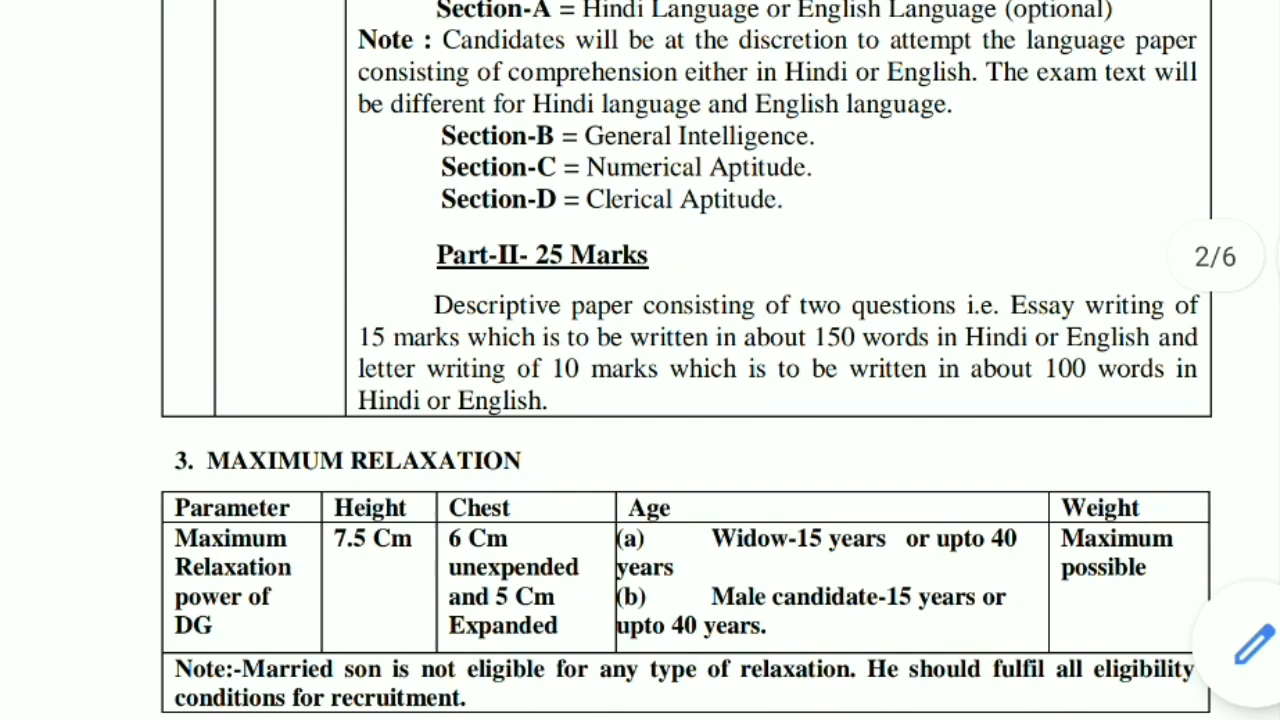 Section-A = Hindi Language or English Language (optional)
Note : Candidates will be at the discretion to attempt the language paper
consisting of comprehension either in Hindi or English. The exam text will
be different for Hindi language and English language.
Section-B = General Intelligence.
Section-C = Numerical Aptitude.
Section-D = Clerical Aptitude.
Part-II- 25 Marks
2/6
Descriptive paper consisting of two questions i.e. Essay writing of
15 marks which is to be written in about 150 words in Hindi or English and
letter writing of 10 marks which is to be written in about 100 words in
Hindi or English.
3. MAXIMUM RELAXATION
Parameter Height Chest Age Weight
Maximum 7.5 Cm 6 Cm (a) Widow-15 years or upto 40 Maximum
Relaxation unexpended years possible
power of and 5 Cm (b) Male candidate-15 years or
DG Expanded upto 40 years.
Note:-Married son is not eligible for any type of relaxation. He should fulfil all eligibility
conditions for recruitment.